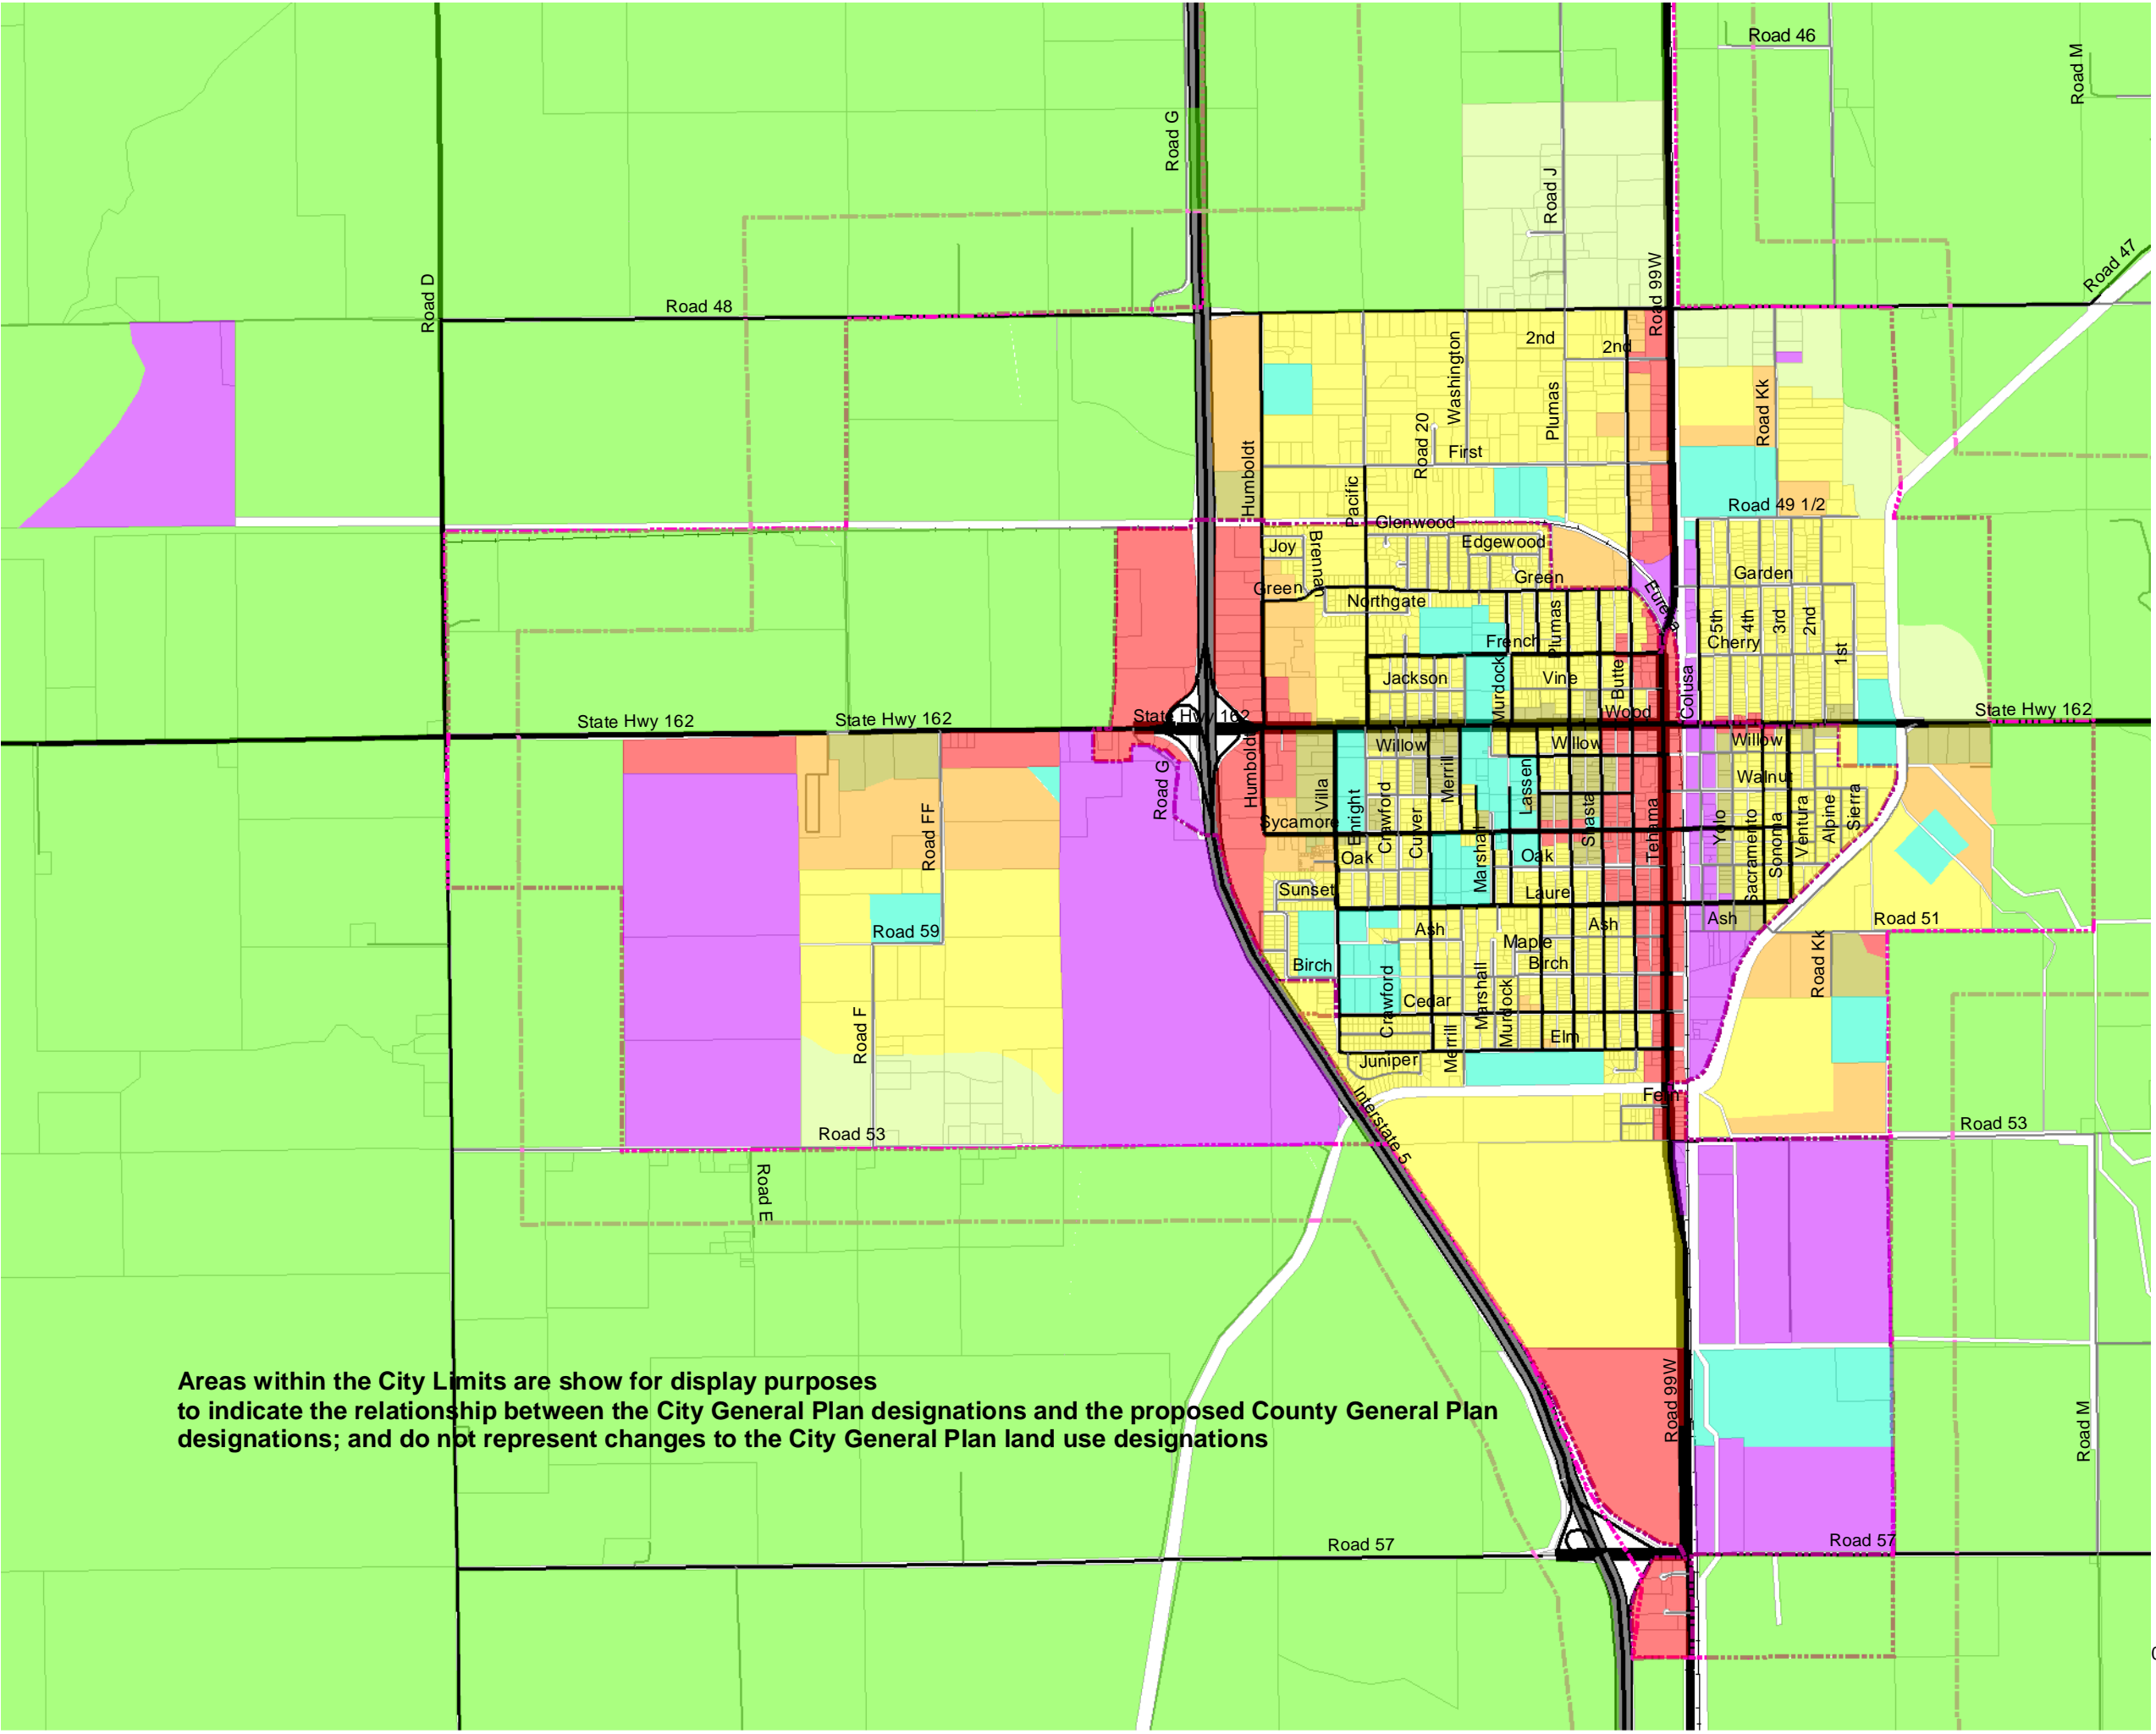 Road 46
Road M
Road G
Road J
Road 47
Road D
Road 99W
Road 48
2nd
2nd
Washington
Plumas
Road 20
First
Road Kk
Humboldt
Pacific
Road 49 1/2
Glenwood
Joy
Brennan
Edgewood
Green
Green
Garden
Northgate
Plumas
5th
4th
3rd
2nd
French
Cherry
1st
Jackson
Murdock
Vine
Butte
Colusa
Wood
State Hwy 162
State Hwy 162
State Hwy 162
State Hwy 162
Humboldt
Willow
Willow
Willow
Merrill
Lassen
Walnut
Villa
Road G
Sycamore
Emright
Crawford
Culver
Marshall
Shasta
Tehama
Yolo
Sacramento
Sonoma
Ventura
Alpine
Sierra
Road FF
Oak
Oak
Sunset
Laurel
Ash
Ash
Ash
Road 51
Road 59
Maple
Birch
Birch
Road Kk
Crawford
Cedar
Marshall
Murdock
Road F
Merrill
Elm
Juniper
Fern
Interstate 5
Road 53
Road 53
Road E
Road 99W
Road M
Areas within the City Limits are show for display purposes
to indicate the relationship between the City General Plan designations and the proposed County General Plan
designations; and do not represent changes to the City General Plan land use designations
Road 57
Road 57